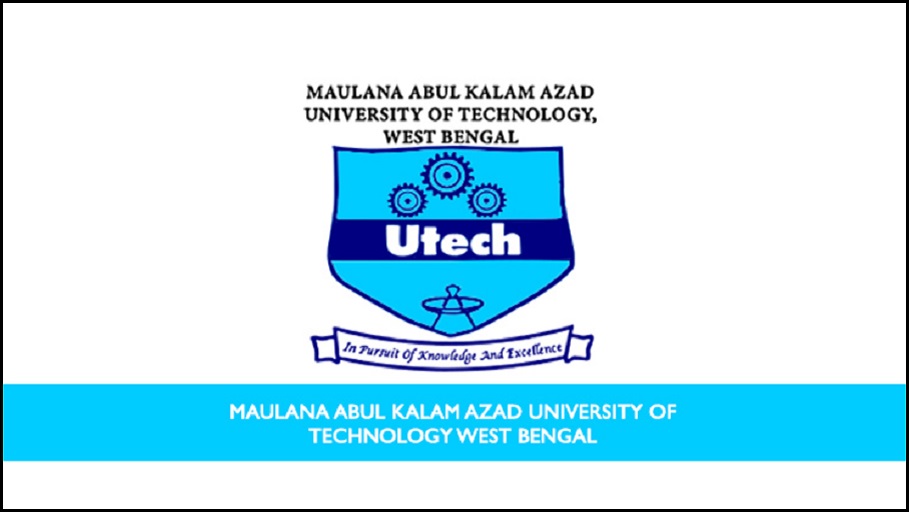 MAULANA ABUL KALAM AZAD
UNIVERSITY OF TECHNOLOGY,
WEST BENGAL
Utech
In Pursuit Of Knowledge And Excellence
MAULANA ABUL KALAM AZAD UNIVERSITY OF
TECHNOLOGY WEST BENGAL